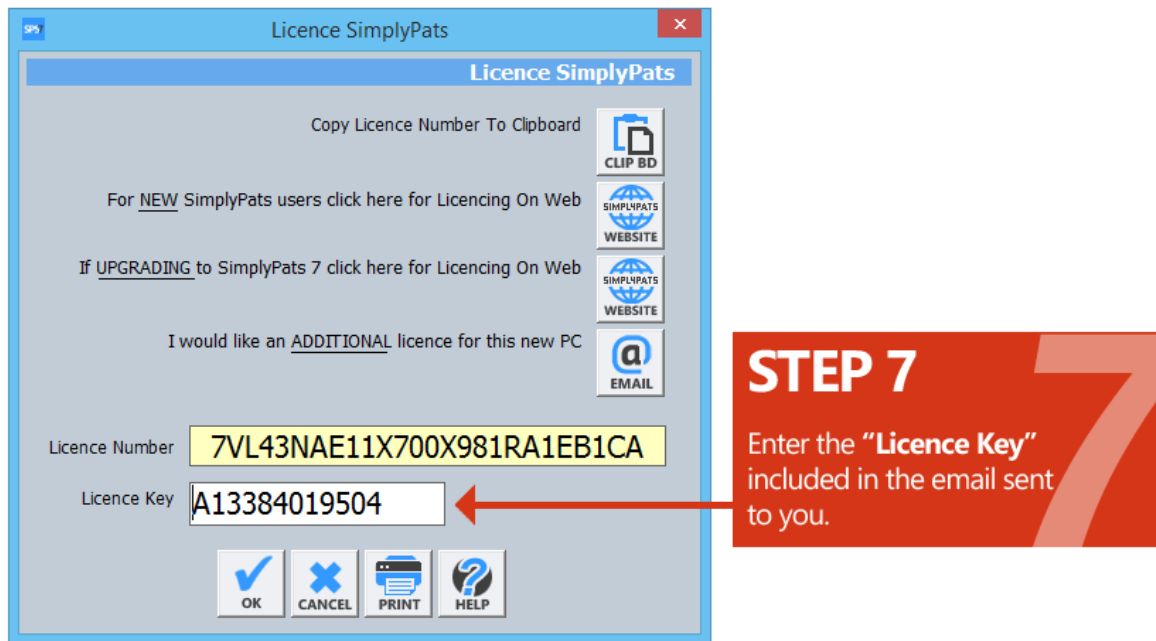 SPS7
Licence SimplyPats
Licence SimplyPats
Copy Licence Number To Clipboard
CLIP BD
For NEW SimplyPats users click here for Licencing On Web
SIMPLYPATS
WEBSITE
If UPGRADING to SimplyPats 7 click here for Licencing On Web
SIMPLYPATS
WEBSITE
I would like an ADDITIONAL licence for this new PC
@
EMAIL
Licence Number
7VL43NAE11X700X981RA1EB1CA
Licence Key
A13384019504
OK
CANCEL
PRINT
HELP
STEP 7
7
Enter the “Licence Key”
included in the email sent
to you.